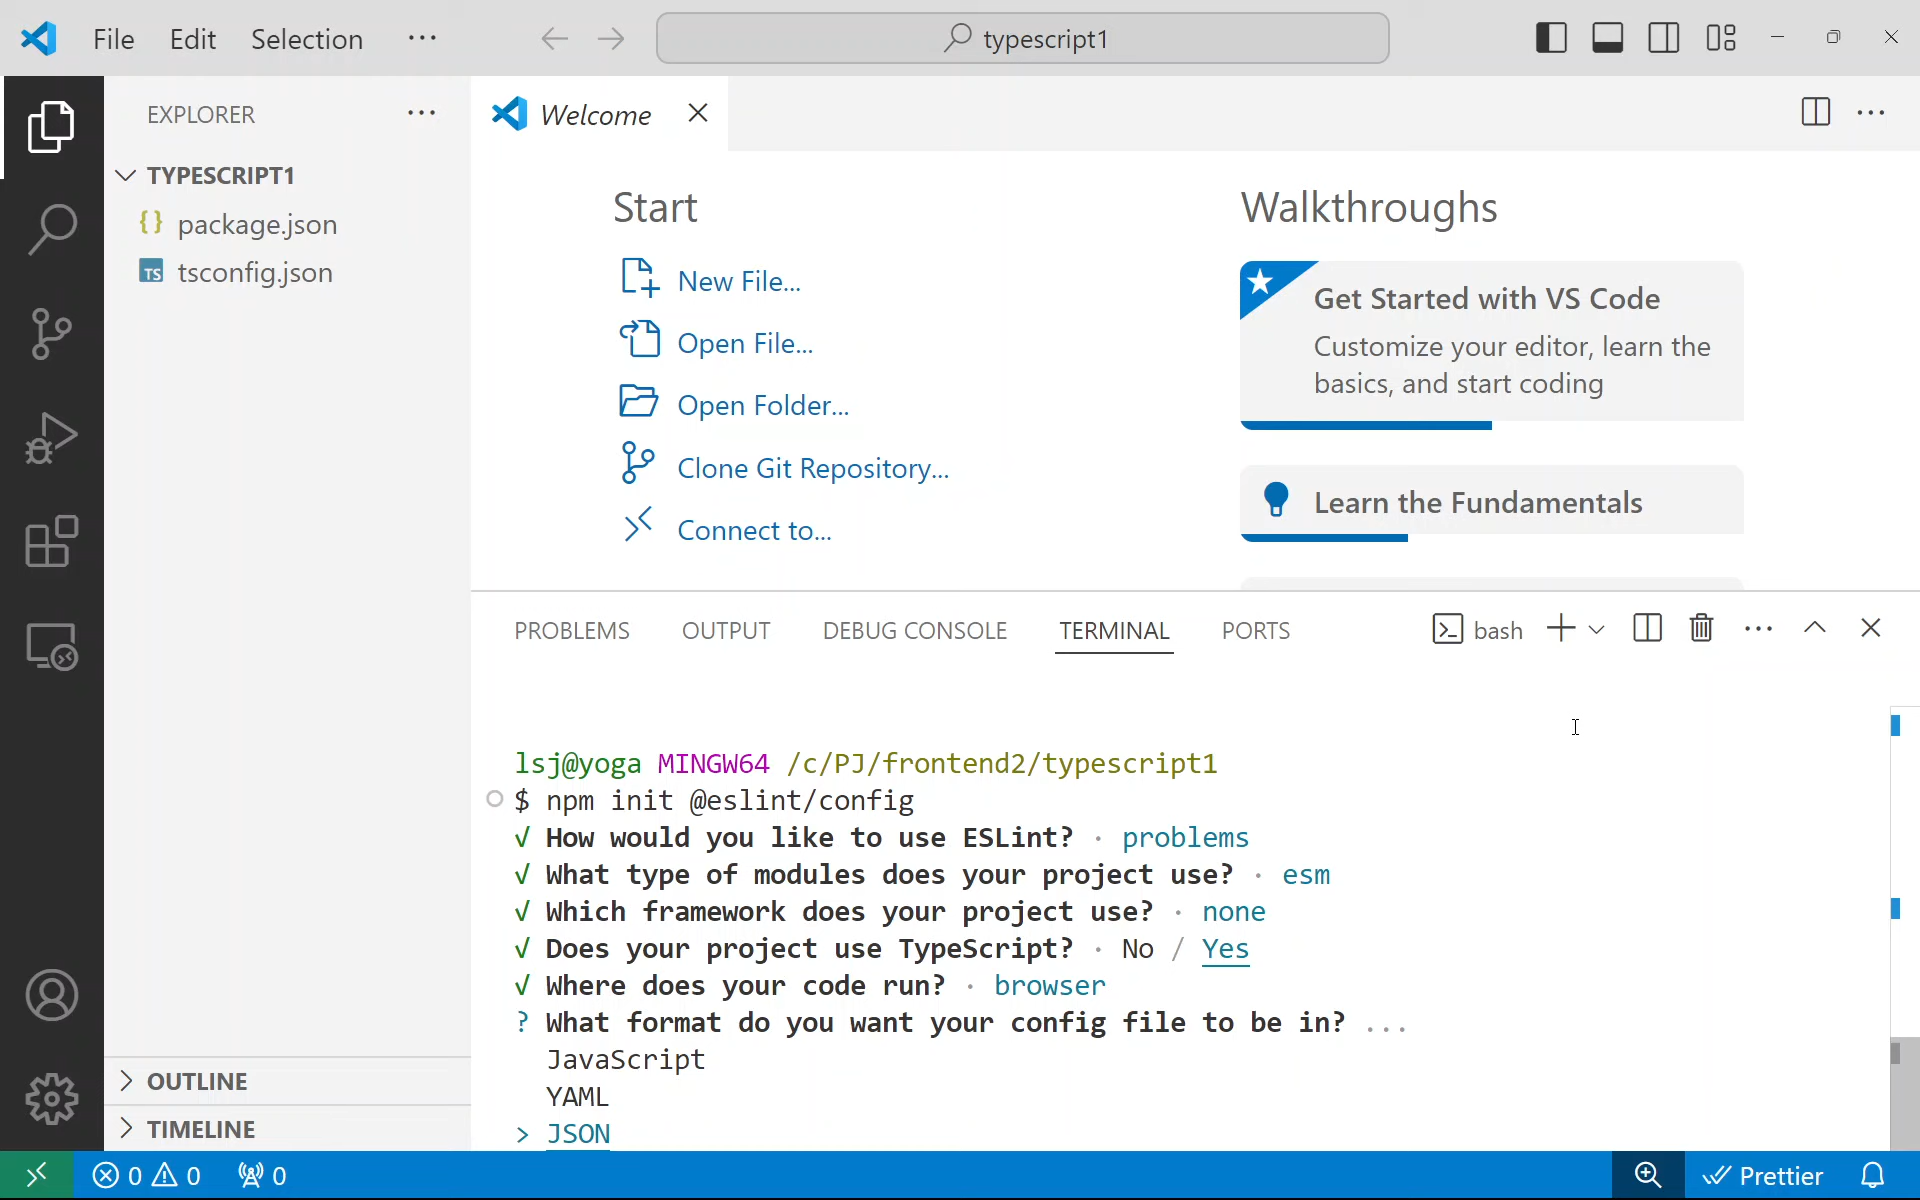 File Edit Selection ···
typescript1
EXPLORER ···
TYPESCRIPT1
{} package.json
TS tsconfig.json
OUTLINE
TIMELINE
Welcome
Start
New File...
Open File...
Open Folder...
Clone Git Repository...
Connect to...
Walkthroughs
Get Started with VS Code
Customize your editor, learn the
basics, and start coding
Learn the Fundamentals
PROBLEMS OUTPUT DEBUG CONSOLE TERMINAL PORTS
bash
lsj@yoga MINGW64 /c/PJ/frontend2/typescript1
$ npm init @eslint/config
√ How would you like to use ESLint? · problems
√ What type of modules does your project use? · esm
√ Which framework does your project use? · none
√ Does your project use TypeScript? · No / Yes
√ Where does your code run? · browser
? What format do you want your config file to be in? ...
JavaScript
YAML
> JSON
0 0 0
Prettier